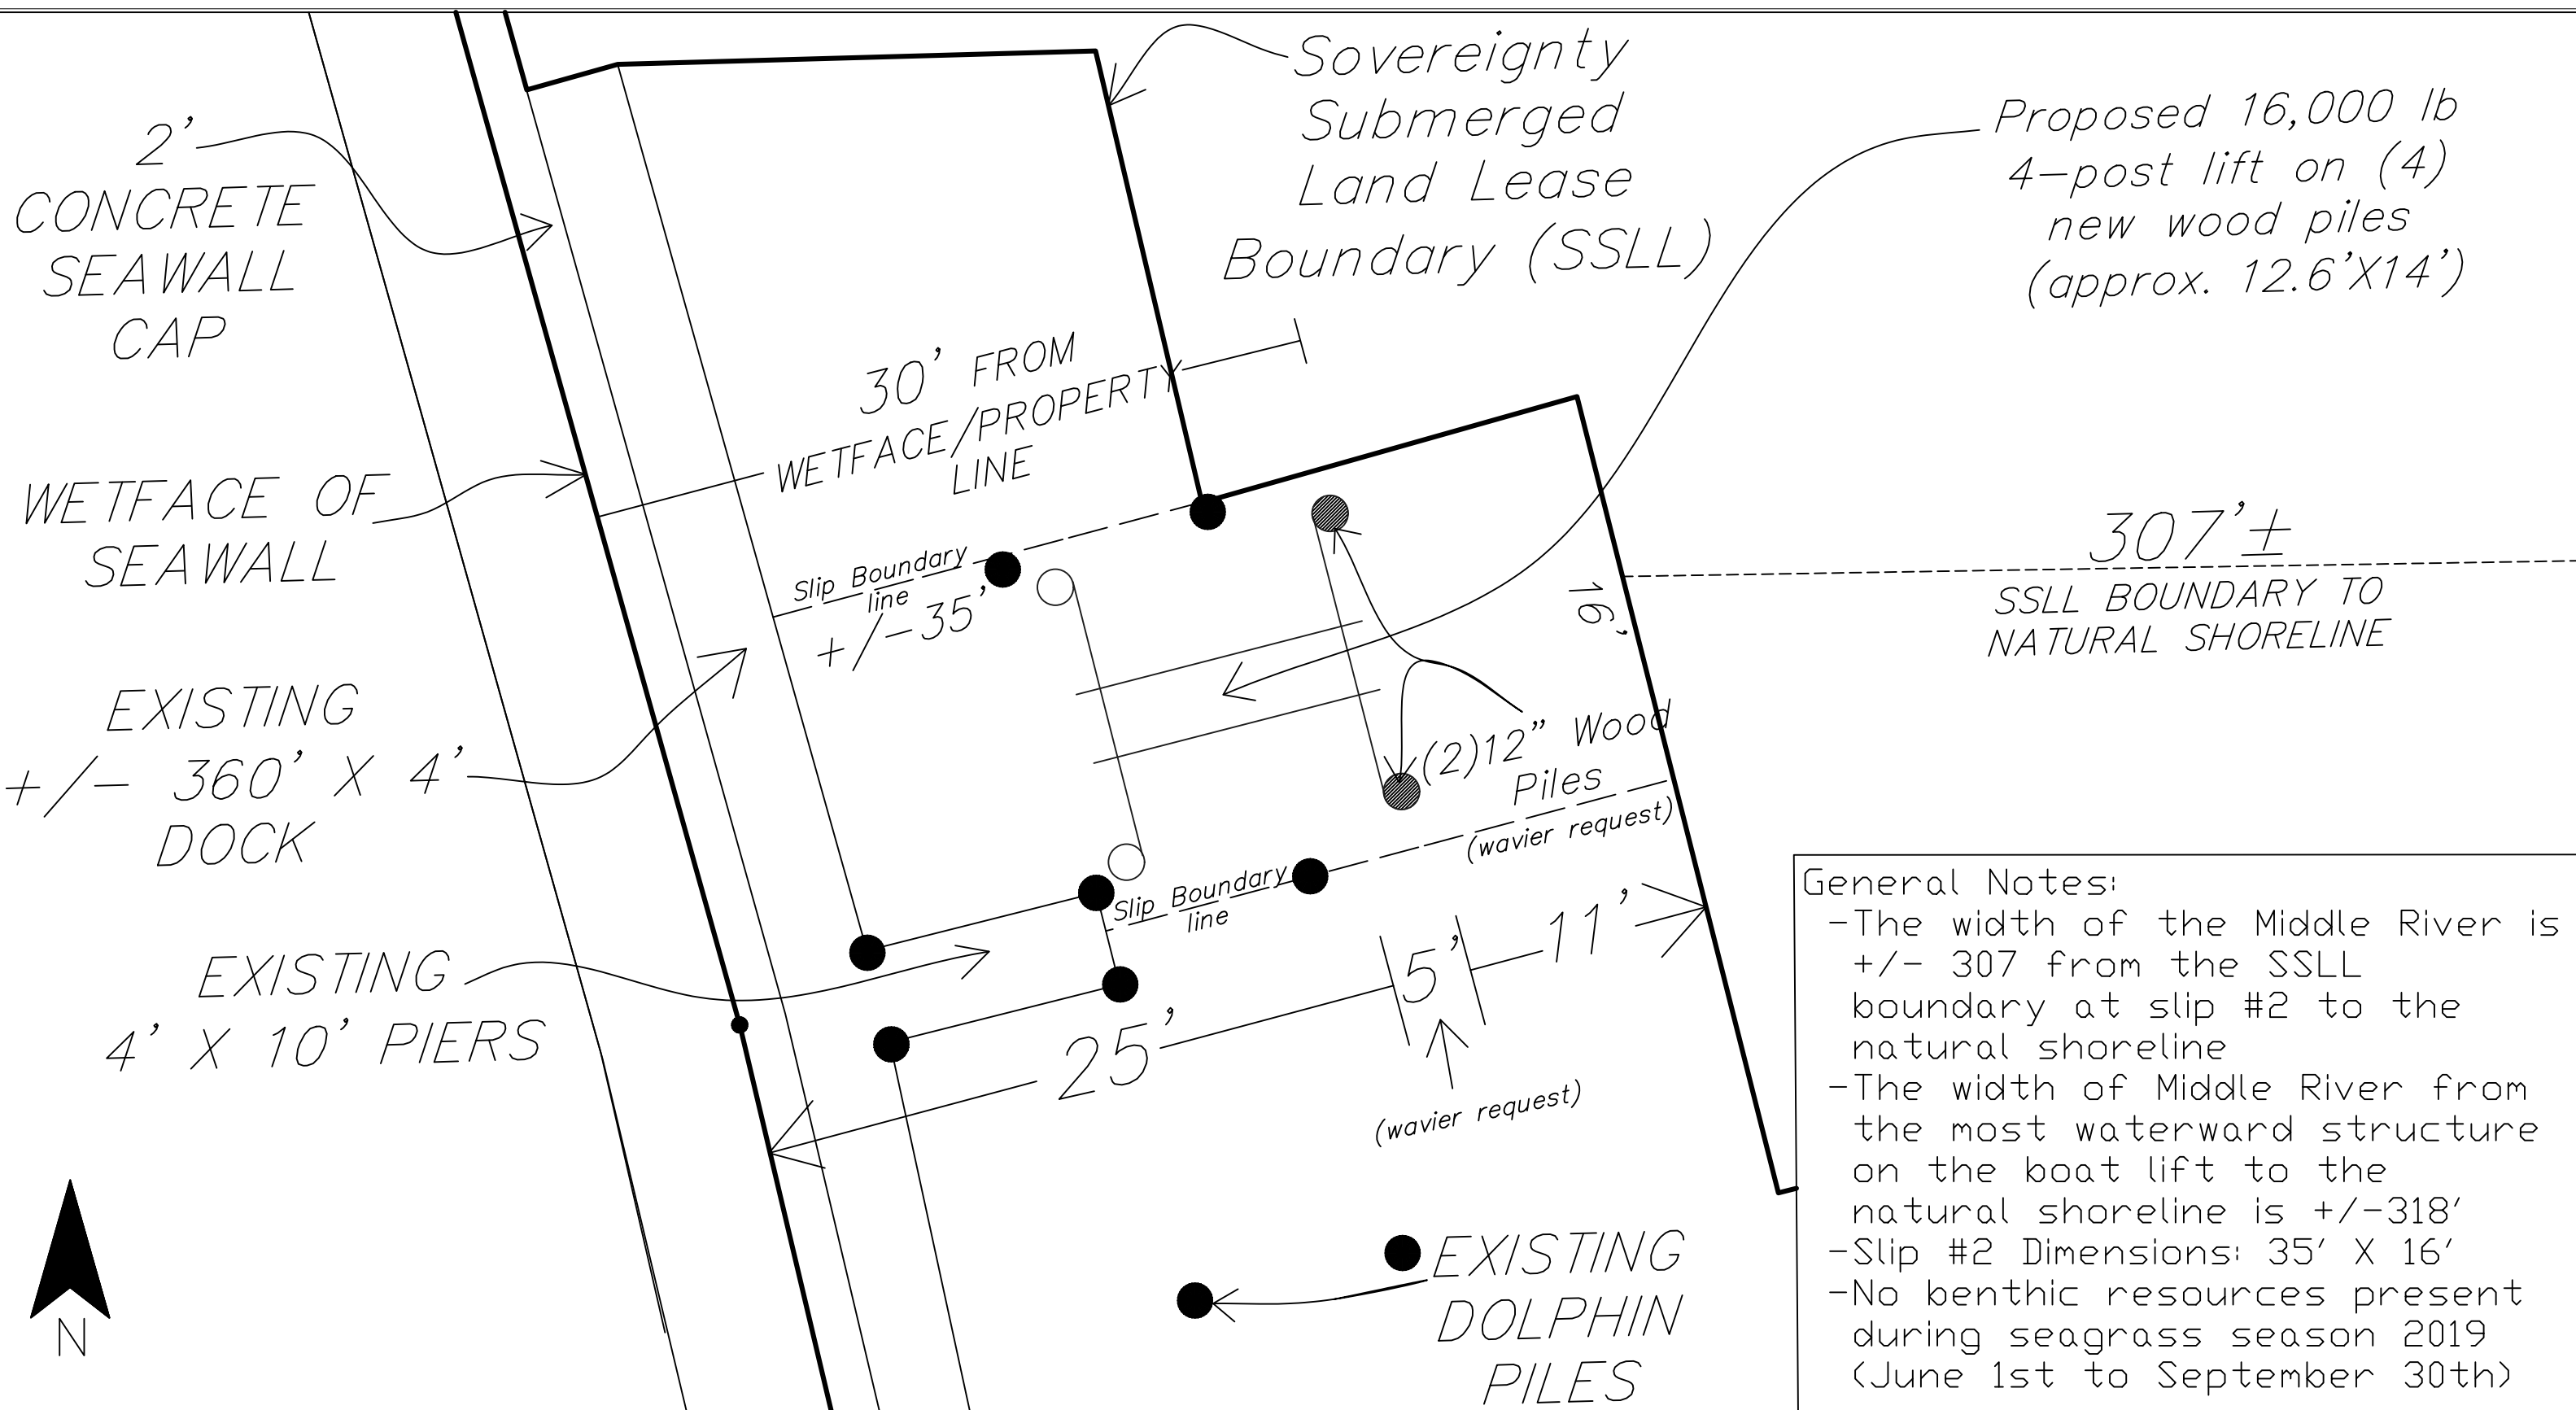 Sovereignty
Submerged
Land Lease
Boundary (SSLL)
Proposed 16,000 lb
4-post lift on (4)
new wood piles
(approx. 12.6'X14')
2'
CONCRETE
SEAWALL
CAP
30' FROM
WETFACE/PROPERTY
LINE
WETFACE OF
SEAWALL
307'±
SSLL BOUNDARY TO
NATURAL SHORELINE
Slip Boundary
line
+/-35'
16'
EXISTING
+/- 360' X 4'
DOCK
(2)12" Wood
Piles
(wavier request)
Slip Boundary
line
EXISTING
4' X 10' PIERS
25'
5'
11'
(wavier request)
EXISTING
DOLPHIN
PILES
N
General Notes:
-The width of the Middle River is
+/- 307 from the SSLL
boundary at slip #2 to the
natural shoreline
-The width of Middle River from
the most waterward structure
on the boat lift to the
natural shoreline is +/-318'
-Slip #2 Dimensions: 35' X 16'
-No benthic resources present
during seagrass season 2019
(June 1st to September 30th)